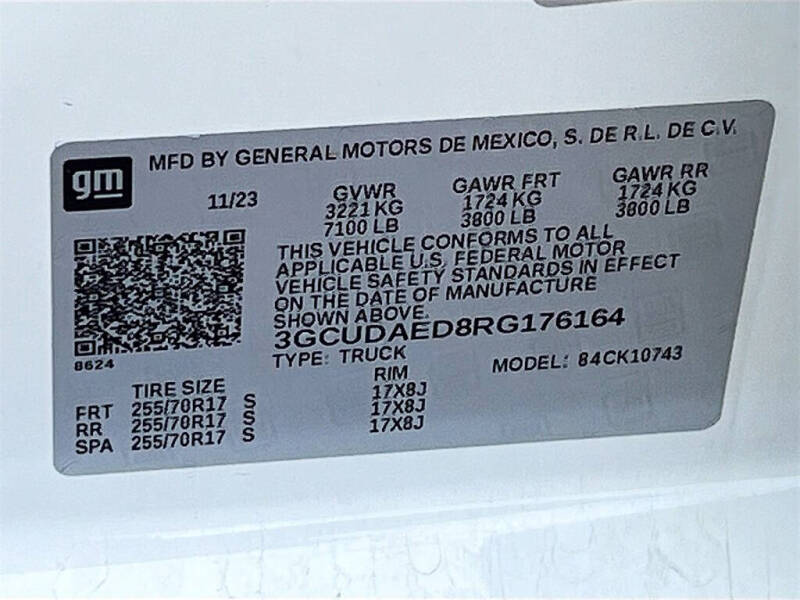 gm
MFD BY GENERAL MOTORS DE MEXICO, S. DE R.L. DE C.V.
11/23
GVWR
3221 KG
7100 LB
GAWR FRT
1724 KG
3800 LB
GAWR RR
1724 KG
3800 LB
THIS VEHICLE CONFORMS TO ALL
APPLICABLE U.S. FEDERAL MOTOR
VEHICLE SAFETY STANDARDS IN EFFECT
ON THE DATE OF MANUFACTURE
SHOWN ABOVE.
3GCUDAED8RG176164
8624
TYPE: TRUCK
MODEL: 84CK10743
TIRE SIZE RIM
FRT 255/70R17 S 17X8J
RR 255/70R17 S 17X8J
SPA 255/70R17 S 17X8J